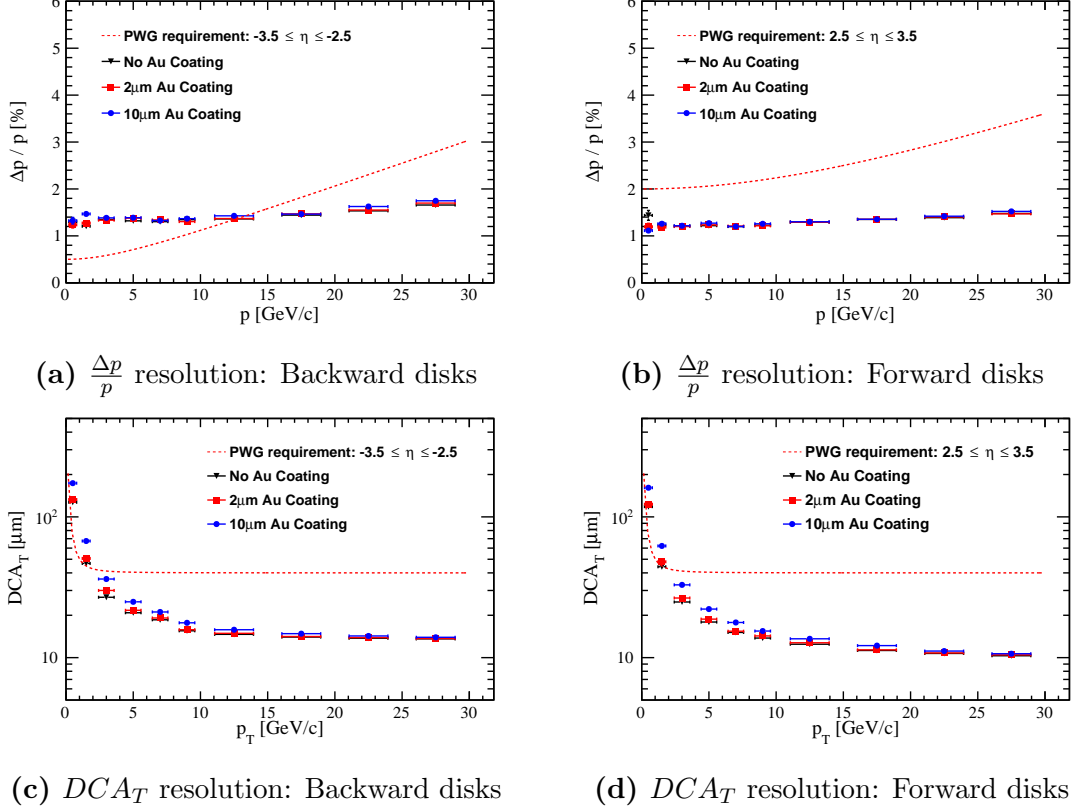 6
5
4
3
2
1
0
Δp / p [%]
PWG requirement: -3.5 ≤ η ≤ -2.5
No Au Coating
2μm Au Coating
10μm Au Coating
0 5 10 15 20 25 30
p [GeV/c]
(a) Δp/p resolution: Backward disks
6
5
4
3
2
1
0
Δp / p [%]
PWG requirement: 2.5 ≤ η ≤ 3.5
No Au Coating
2μm Au Coating
10μm Au Coating
0 5 10 15 20 25 30
p [GeV/c]
(b) Δp/p resolution: Forward disks
10²
10
DCA_T [μm]
PWG requirement: -3.5 ≤ η ≤ -2.5
No Au Coating
2μm Au Coating
10μm Au Coating
0 5 10 15 20 25 30
p_T [GeV/c]
(c) DCA_T resolution: Backward disks
10²
10
DCA_T [μm]
PWG requirement: 2.5 ≤ η ≤ 3.5
No Au Coating
2μm Au Coating
10μm Au Coating
0 5 10 15 20 25 30
p_T [GeV/c]
(d) DCA_T resolution: Forward disks